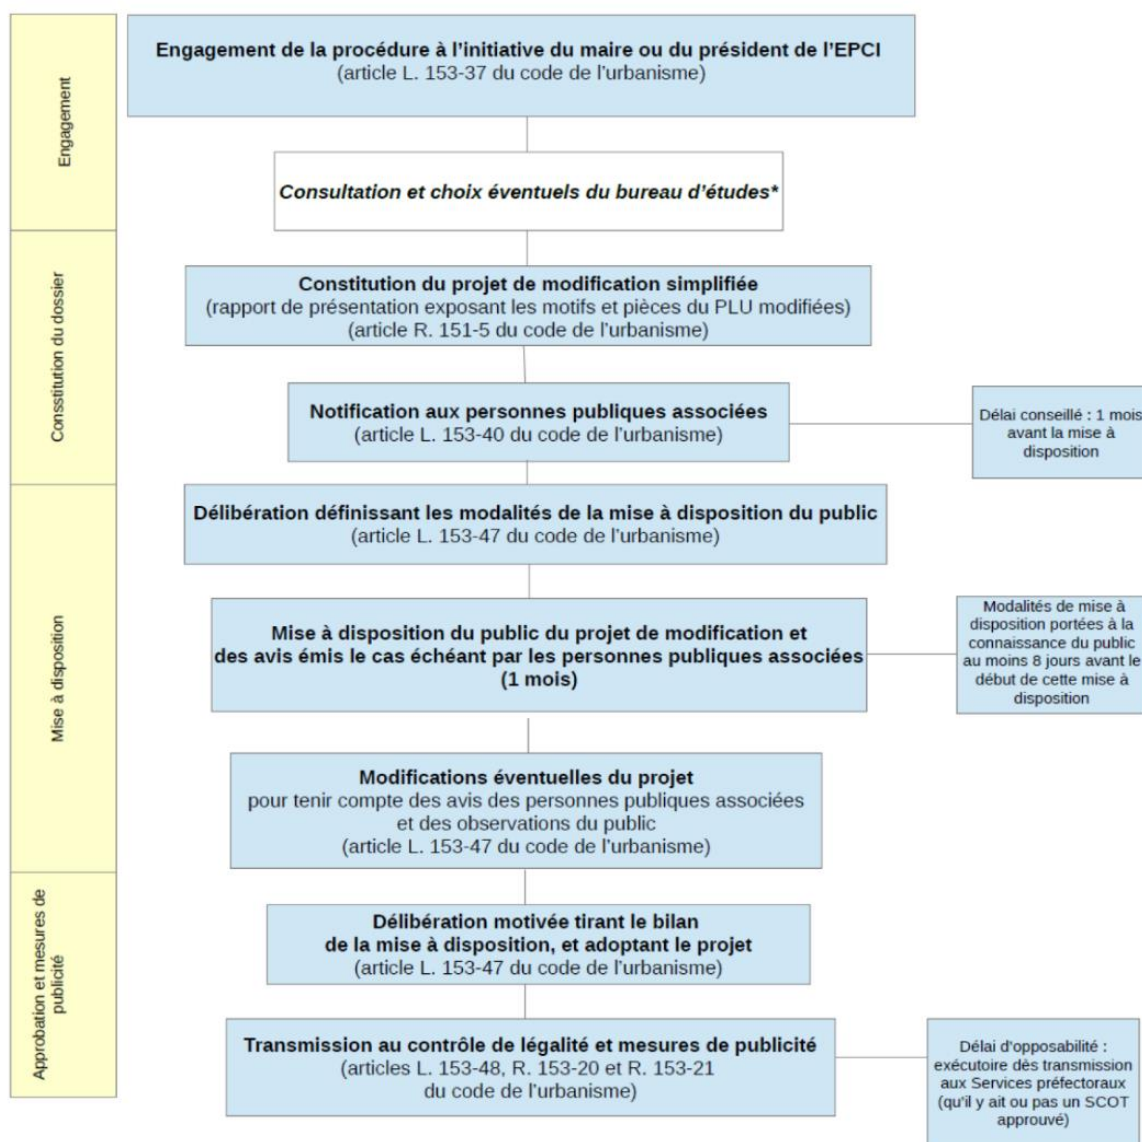 Engagement
Engagement de la procédure à l'initiative du maire ou du président de l'EPCI
(article L. 153-37 du code de l'urbanisme)
Consultation et choix éventuels du bureau d'études*
Consstitution du dossier
Constitution du projet de modification simplifiée
(rapport de présentation exposant les motifs et pièces du PLU modifiées)
(article R. 151-5 du code de l'urbanisme)
Notification aux personnes publiques associées
(article L. 153-40 du code de l'urbanisme)
Délai conseillé : 1 mois
avant la mise à
disposition
Mise à disposition
Délibération définissant les modalités de la mise à disposition du public
(article L. 153-47 du code de l'urbanisme)
Mise à disposition du public du projet de modification et
des avis émis le cas échéant par les personnes publiques associées
(1 mois)
Modalités de mise à
disposition portées à la
connaissance du public
au moins 8 jours avant le
début de cette mise à
disposition
Modifications éventuelles du projet
pour tenir compte des avis des personnes publiques associées
et des observations du public
(article L. 153-47 du code de l'urbanisme)
Approbation et mesures de
publicité
Délibération motivée tirant le bilan
de la mise à disposition, et adoptant le projet
(article L. 153-47 du code de l'urbanisme)
Transmission au contrôle de légalité et mesures de publicité
(articles L. 153-48, R. 153-20 et R. 153-21
du code de l'urbanisme)
Délai d'opposabilité :
exécutoire dès transmission
aux Services préfectoraux
(qu'il y ait ou pas un SCOT
approuvé)